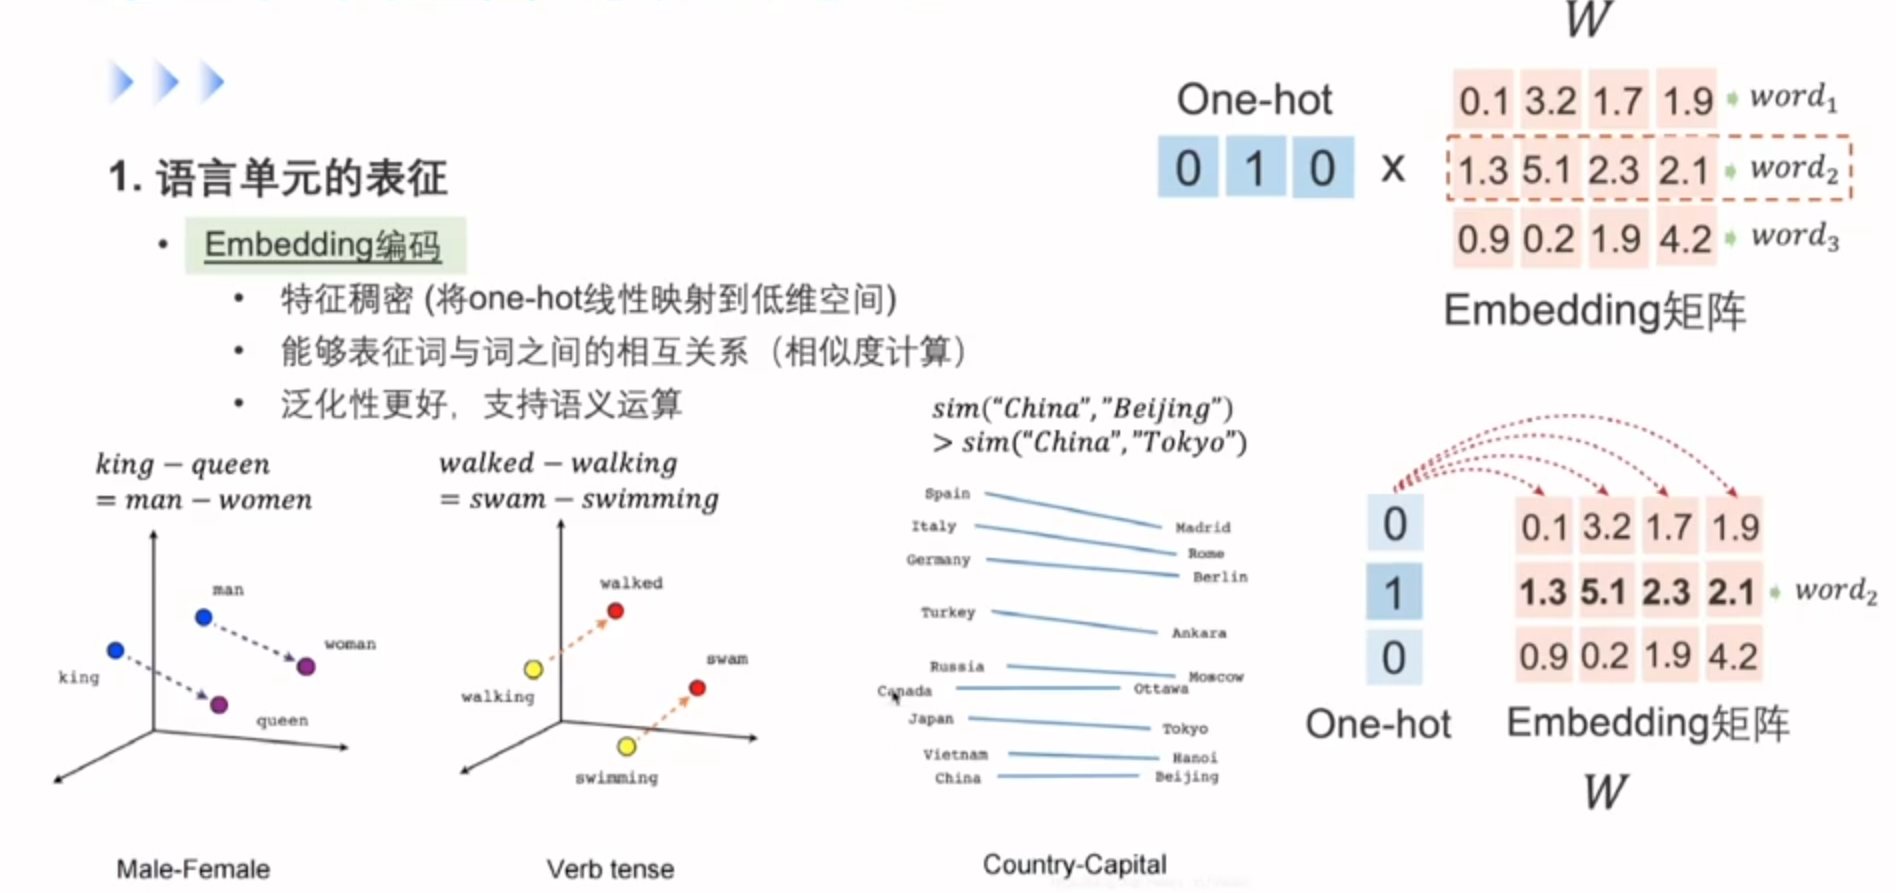 1. 语言单元的表征
• Embedding编码
• 特征稠密 (将one-hot线性映射到低维空间)
• 能够表征词与词之间的相互关系（相似度计算）
• 泛化性更好，支持语义运算
W
One-hot
0 1 0 x
0.1 3.2 1.7 1.9 word₁
1.3 5.1 2.3 2.1 word₂
0.9 0.2 1.9 4.2 word₃
Embedding矩阵
king − queen
= man − women
man
woman
king
queen
Male-Female
walked − walking
= swam − swimming
walked
walking
swam
swimming
Verb tense
sim(“China”,”Beijing”)
> sim(“China”,”Tokyo”)
Spain Madrid
Italy Rome
Germany Berlin
Turkey Ankara
Russia Moscow
Canada Ottawa
Japan Tokyo
Vietnam Hanoi
China Beijing
Country-Capital
0 0.1 3.2 1.7 1.9
1 1.3 5.1 2.3 2.1 word₂
0 0.9 0.2 1.9 4.2
One-hot Embedding矩阵
W